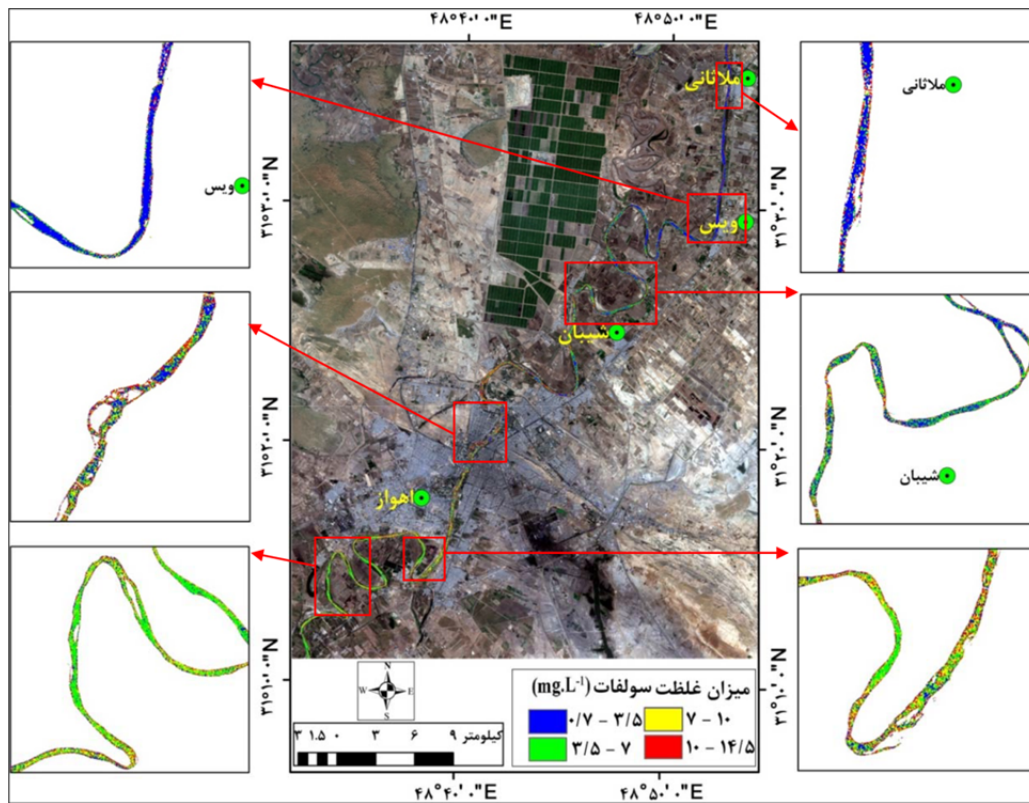 ۴۸°۴۰'۰"E
۴۸°۵۰'۰"E
ملاثانی
ملاثانی
ویس
ویس
۳۱°۳۰'۰"N
۳۱°۳۰'۰"N
شیبان
شیبان
۳۱°۲۰'۰"N
۳۱°۲۰'۰"N
اهواز
۳۱°۱۰'۰"N
۳۱°۱۰'۰"N
N
W E
S
۳ ۱.۵ ۰ ۳ ۶ ۹ کیلومتر
میزان غلظت سولفات (mg.L⁻¹)
۰/۷ - ۳/۵
۷ - ۱۰
۳/۵ - ۷
۱۰ - ۱۴/۵
۴۸°۴۰'۰"E
۴۸°۵۰'۰"E